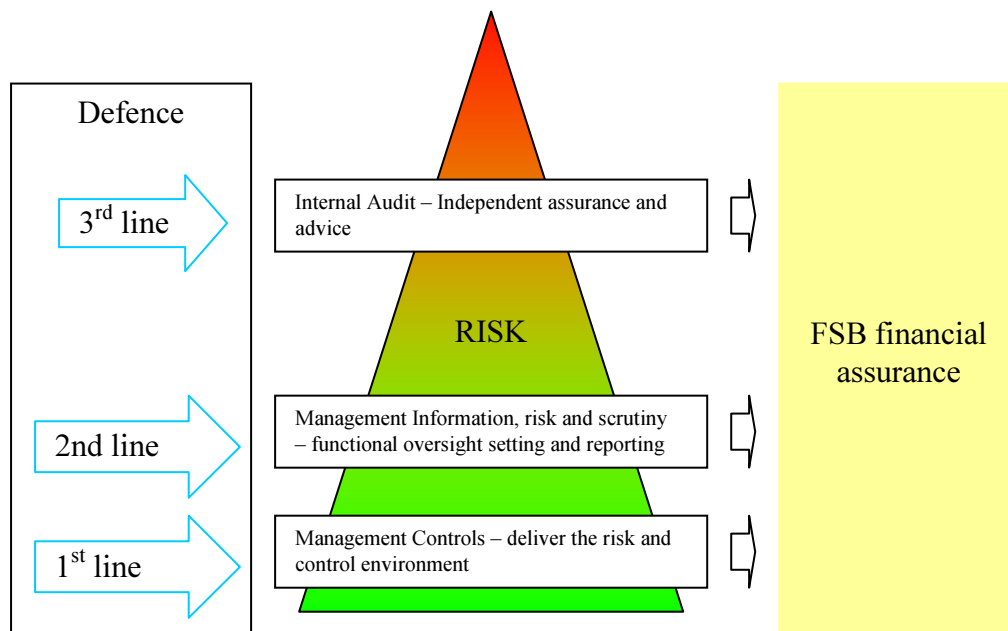 Defence
3rd line
Internal Audit – Independent assurance and
advice
RISK
FSB financial
assurance
2nd line
Management Information, risk and scrutiny
– functional oversight setting and reporting
1st line
Management Controls – deliver the risk and
control environment